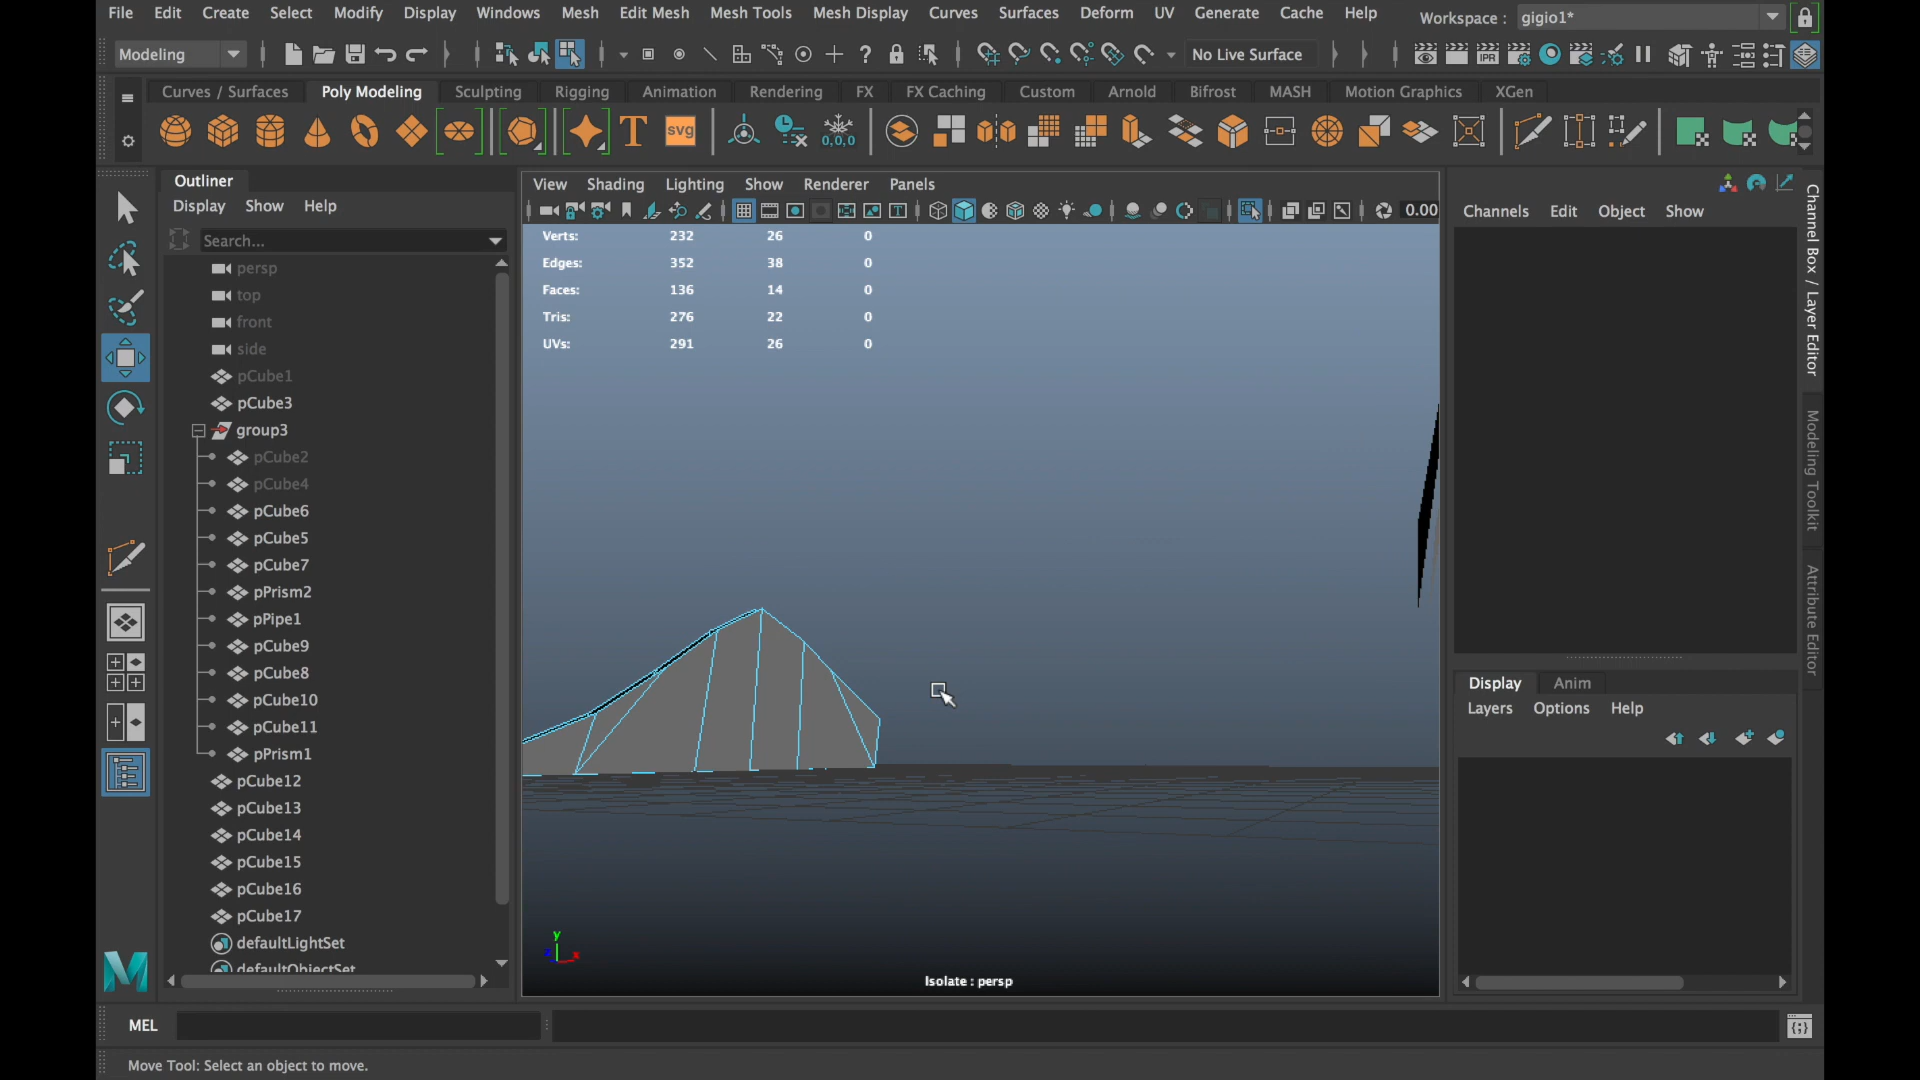 File Edit Create Select Modify Display Windows Mesh Edit Mesh Mesh Tools Mesh Display Curves Surfaces Deform UV Generate Cache Help Workspace : gigio1*
Modeling No Live Surface IPR
Curves / Surfaces Poly Modeling Sculpting Rigging Animation Rendering FX FX Caching Custom Arnold Bifrost MASH Motion Graphics XGen
T svg 0,0,0
Outliner
Display Show Help
Search...
persp
top
front
side
pCube1
pCube3
group3
pCube2
pCube4
pCube6
pCube5
pCube7
pPrism2
pPipe1
pCube9
pCube8
pCube10
pCube11
pPrism1
pCube12
pCube13
pCube14
pCube15
pCube16
pCube17
defaultLightSet
defaultObjectSet
View Shading Lighting Show Renderer Panels
0.00
Verts: 232 26 0
Edges: 352 38 0
Faces: 136 14 0
Tris: 276 22 0
UVs: 291 26 0
y
x
Isolate : persp
Channels Edit Object Show
Channel Box / Layer Editor
Modeling Toolkit
Attribute Editor
Display Anim
Layers Options Help
M
MEL
Move Tool: Select an object to move.